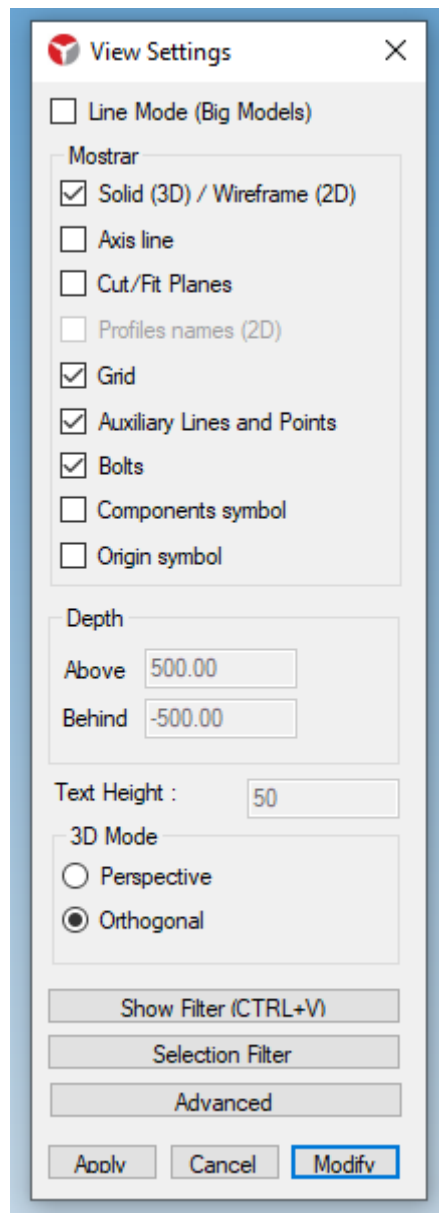 View Settings
Line Mode (Big Models)
Mostrar
Solid (3D) / Wireframe (2D)
Axis line
Cut/Fit Planes
Profiles names (2D)
Grid
Auxiliary Lines and Points
Bolts
Components symbol
Origin symbol
Depth
Above 500.00
Behind -500.00
Text Height : 50
3D Mode
Perspective
Orthogonal
Show Filter (CTRL+V)
Selection Filter
Advanced
Apply Cancel Modify